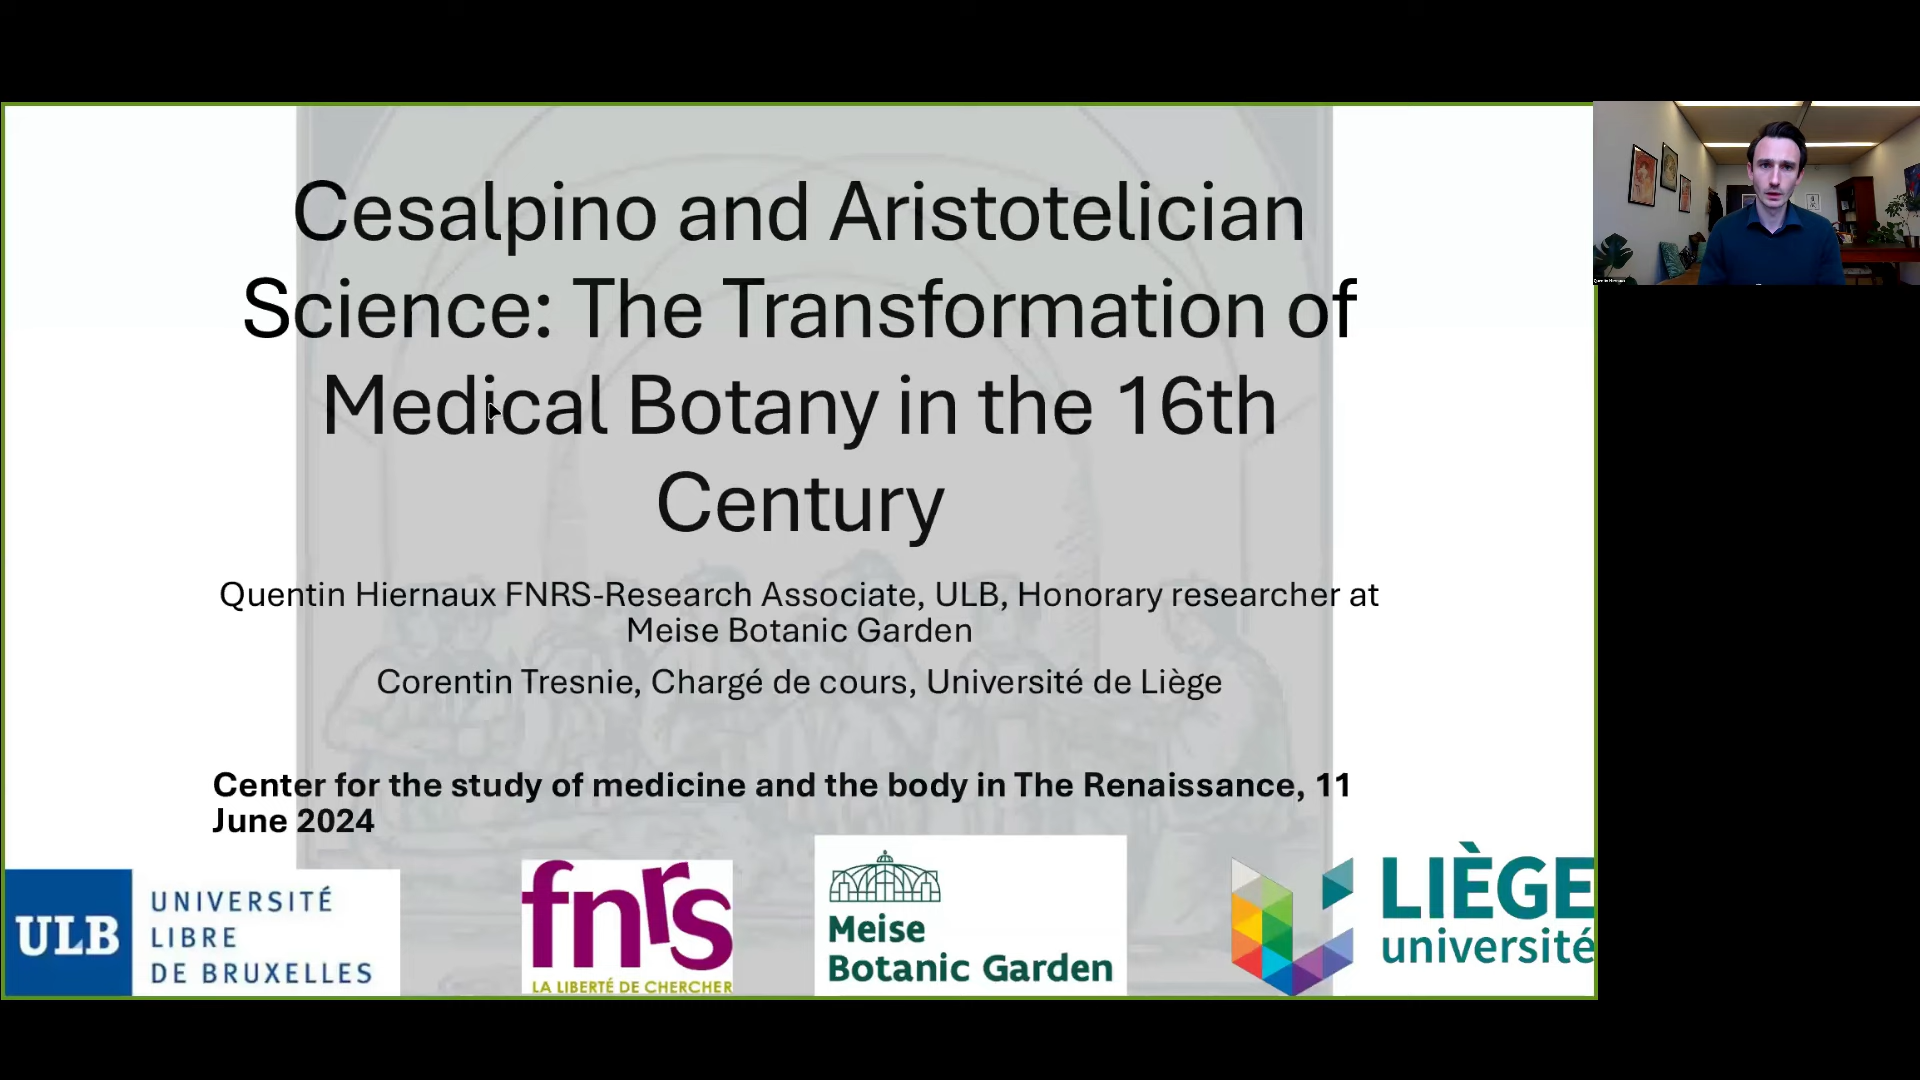 Cesalpino and Aristotelician
Science: The Transformation of
Medical Botany in the 16th
Century
Quentin Hiernaux FNRS-Research Associate, ULB, Honorary researcher at
Meise Botanic Garden
Corentin Tresnie, Chargé de cours, Université de Liège
Center for the study of medicine and the body in The Renaissance, 11
June 2024
ULB
UNIVERSITÉ
LIBRE
DE BRUXELLES
fnrs
LA LIBERTÉ DE CHERCHER
Meise
Botanic Garden
LIÈGE
université
Quentin Hiernaux